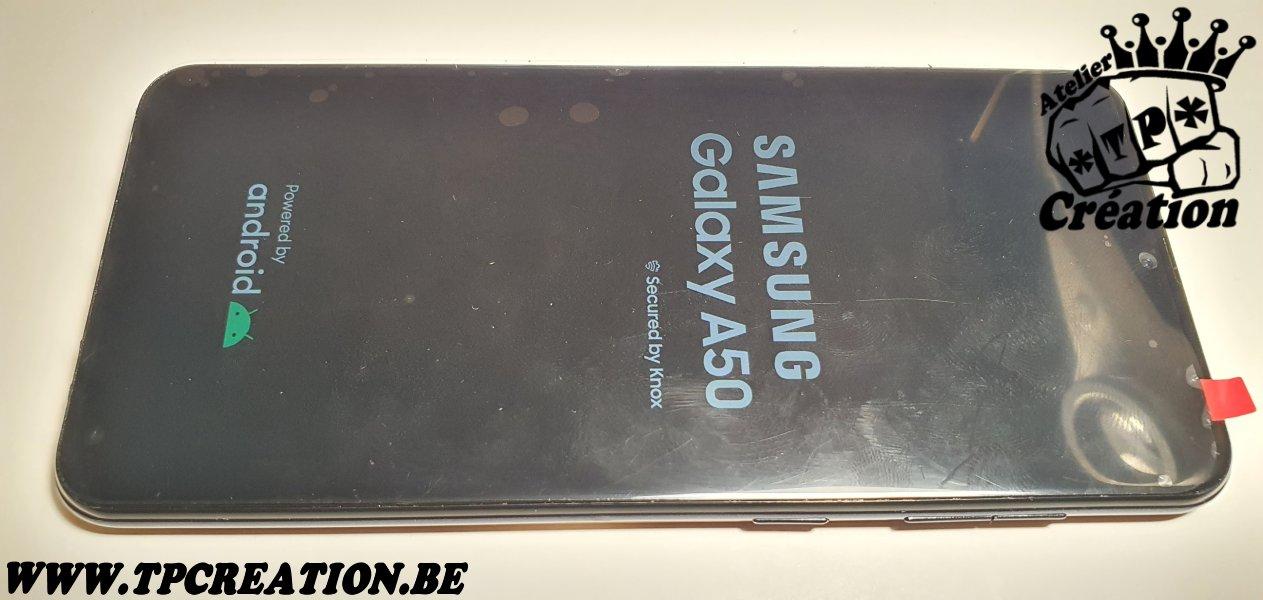 SAMSUNG
Galaxy A50
Secured by Knox
Powered by
android
Atelier
*TP*
Création
WWW.TPCREATION.BE